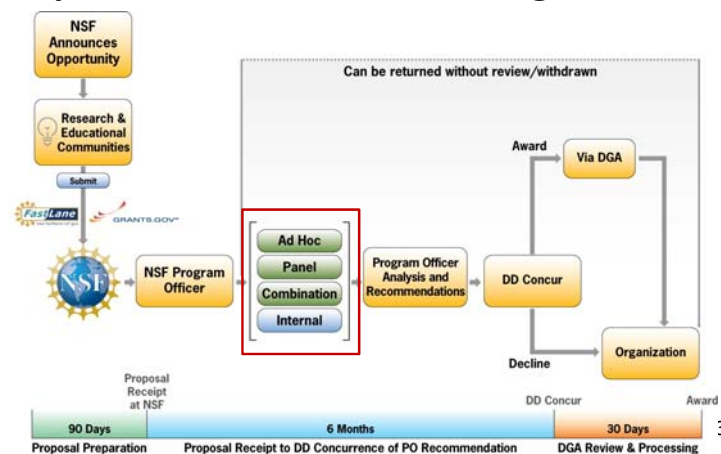 NSF
Announces
Opportunity
Can be returned without review/withdrawn
Research &
Educational
Communities
Submit
FastLane
GRANTS.GOV
Award
Via DGA
NSF
NSF Program
Officer
Ad Hoc
Panel
Combination
Internal
Program Officer
Analysis and
Recommendations
DD Concur
Organization
Decline
Proposal
Receipt
at NSF
DD Concur
Award
90 Days
6 Months
30 Days
Proposal Preparation
Proposal Receipt to DD Concurrence of PO Recommendation
DGA Review & Processing